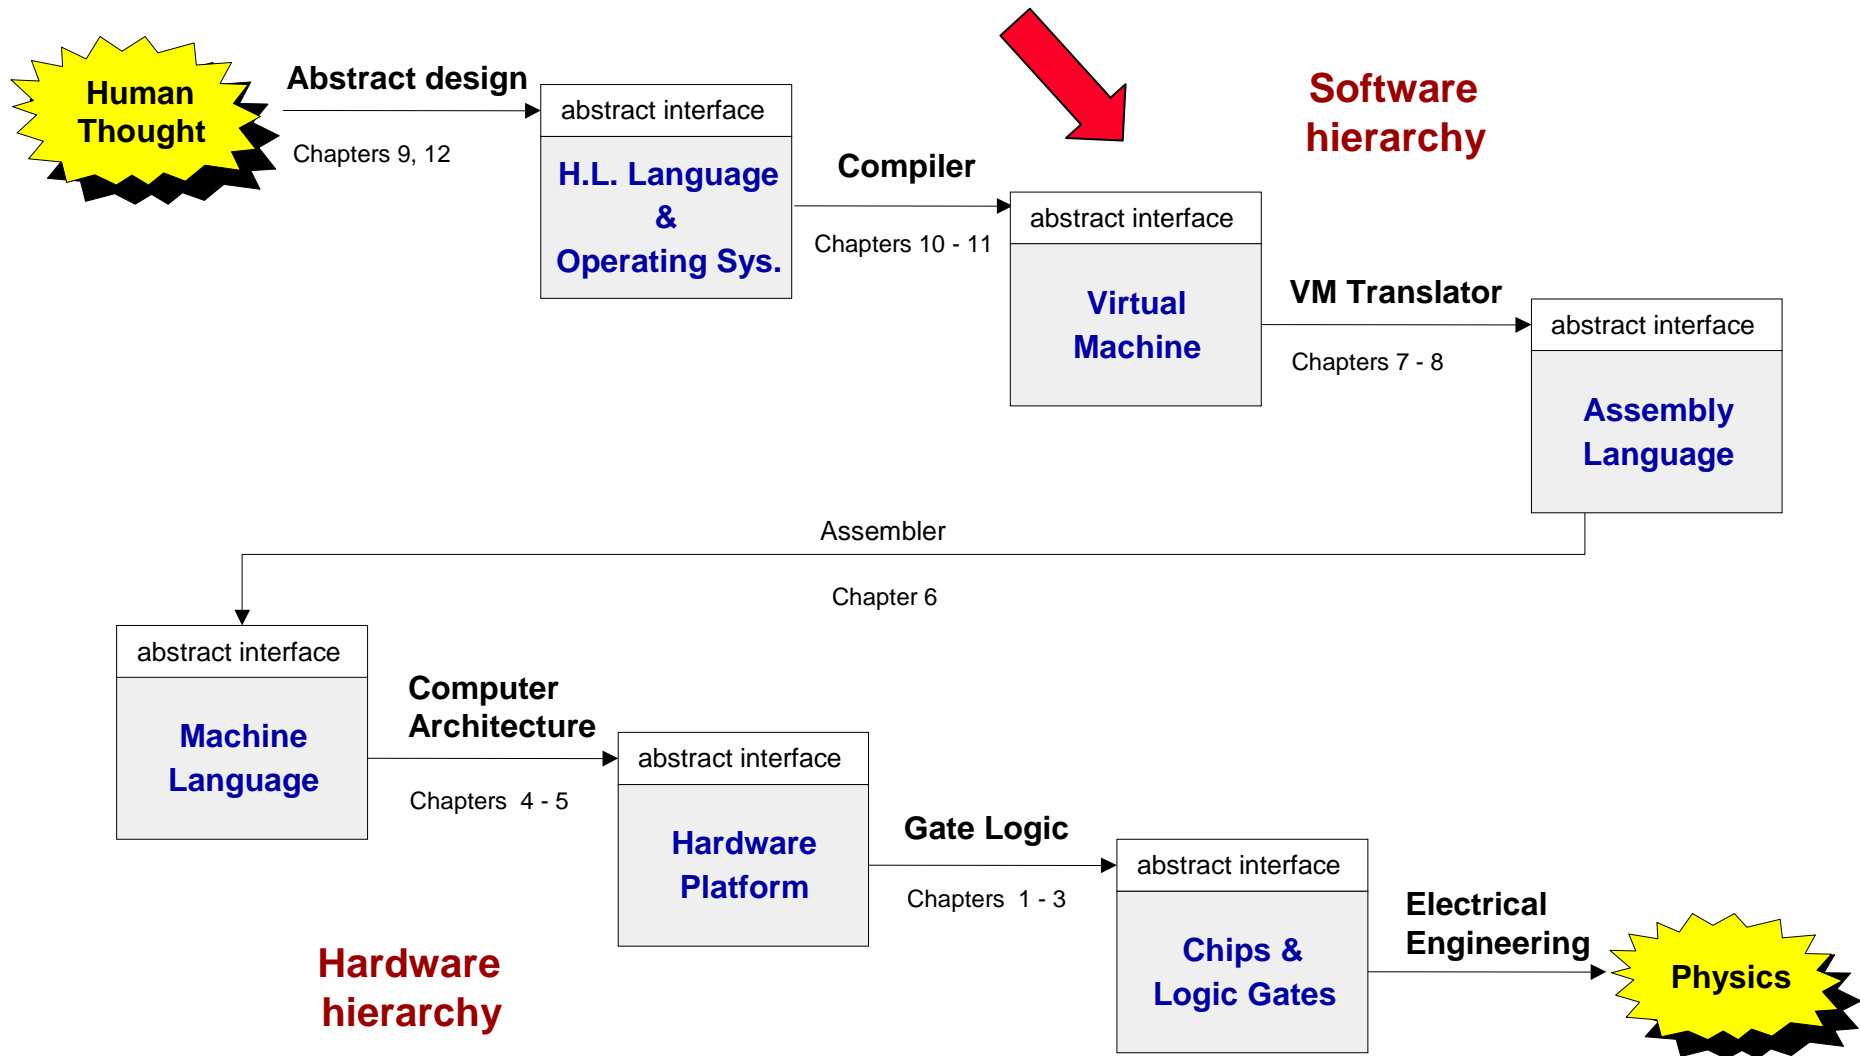 Human
Thought
Abstract design
Chapters 9, 12
abstract interface
H.L. Language
&
Operating Sys.
Compiler
Chapters 10 - 11
Software
hierarchy
abstract interface
Virtual
Machine
VM Translator
Chapters 7 - 8
abstract interface
Assembly
Language
Assembler
Chapter 6
abstract interface
Machine
Language
Computer
Architecture
Chapters 4 - 5
abstract interface
Hardware
Platform
Gate Logic
Chapters 1 - 3
abstract interface
Chips &
Logic Gates
Electrical
Engineering
Physics
Hardware
hierarchy